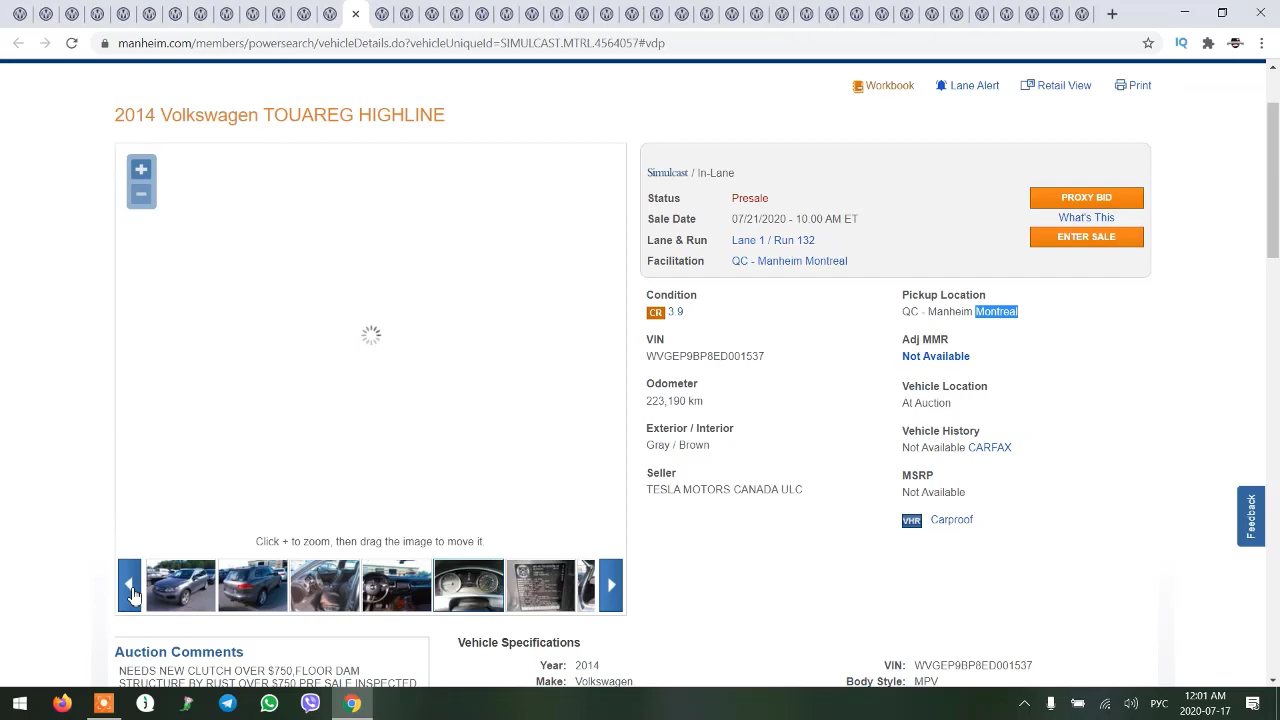 manheim.com/members/powersearch/vehicleDetails.do?vehicleUniqueId=SIMULCAST.MTRL.4564057#vdp
IQ
Workbook
Lane Alert
Retail View
Print
2014 Volkswagen TOUAREG HIGHLINE
Simulcast / In-Lane
Status Presale
PROXY BID
Sale Date 07/21/2020 - 10.00 AM ET
What's This
Lane & Run Lane 1 / Run 132
ENTER SALE
Facilitation QC - Manheim Montreal
Condition
CR 3.9
VIN
WVGEP9BP8ED001537
Odometer
223,190 km
Exterior / Interior
Gray / Brown
Seller
TESLA MOTORS CANADA ULC
Pickup Location
QC - Manheim Montreal
Adj MMR
Not Available
Vehicle Location
At Auction
Vehicle History
Not Available CARFAX
MSRP
Not Available
VHR Carproof
Feedback
Click + to zoom, then drag the image to move it.
Auction Comments
NEEDS NEW CLUTCH OVER $750,FLOOR DAM
STRUCTURE BY RUST OVER $750,PRE SALE INSPECTED
Vehicle Specifications
Year: 2014
VIN: WVGEP9BP8ED001537
Make: Volkswagen
Body Style: MPV
РУС
12:01 AM
2020-07-17